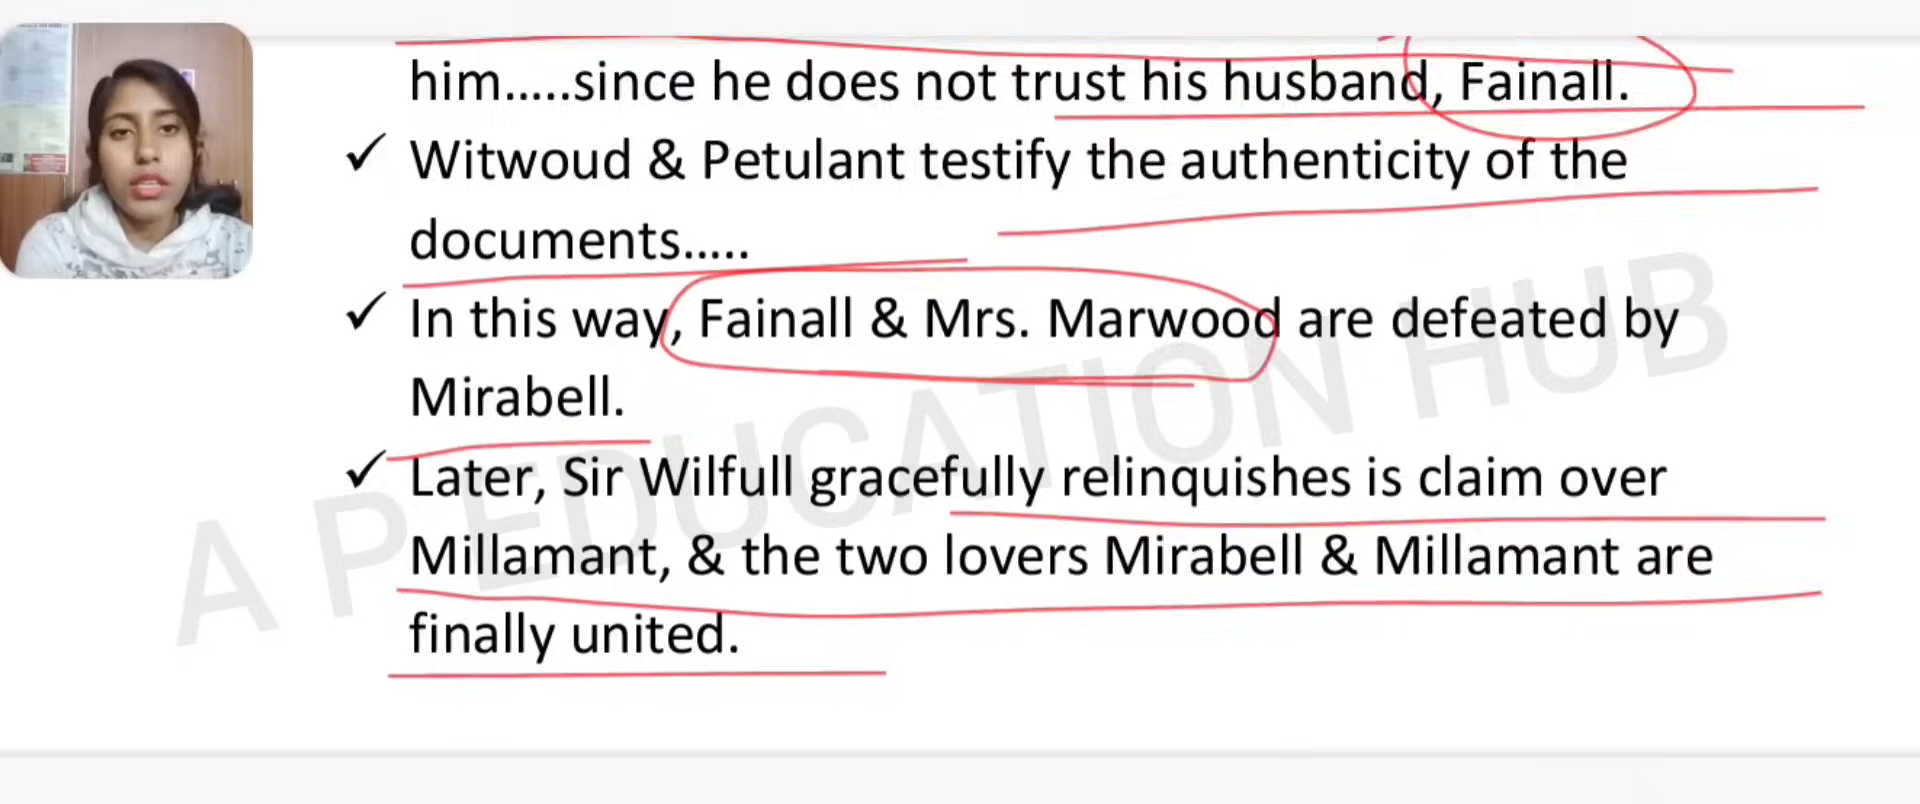 him.....since he does not trust his husband, Fainall.
✓ Witwoud & Petulant testify the authenticity of the
documents.....
✓ In this way, Fainall & Mrs. Marwood are defeated by
Mirabell.
✓ Later, Sir Wilfull gracefully relinquishes is claim over
Millamant, & the two lovers Mirabell & Millamant are
finally united.
A P EDUCATION HUB